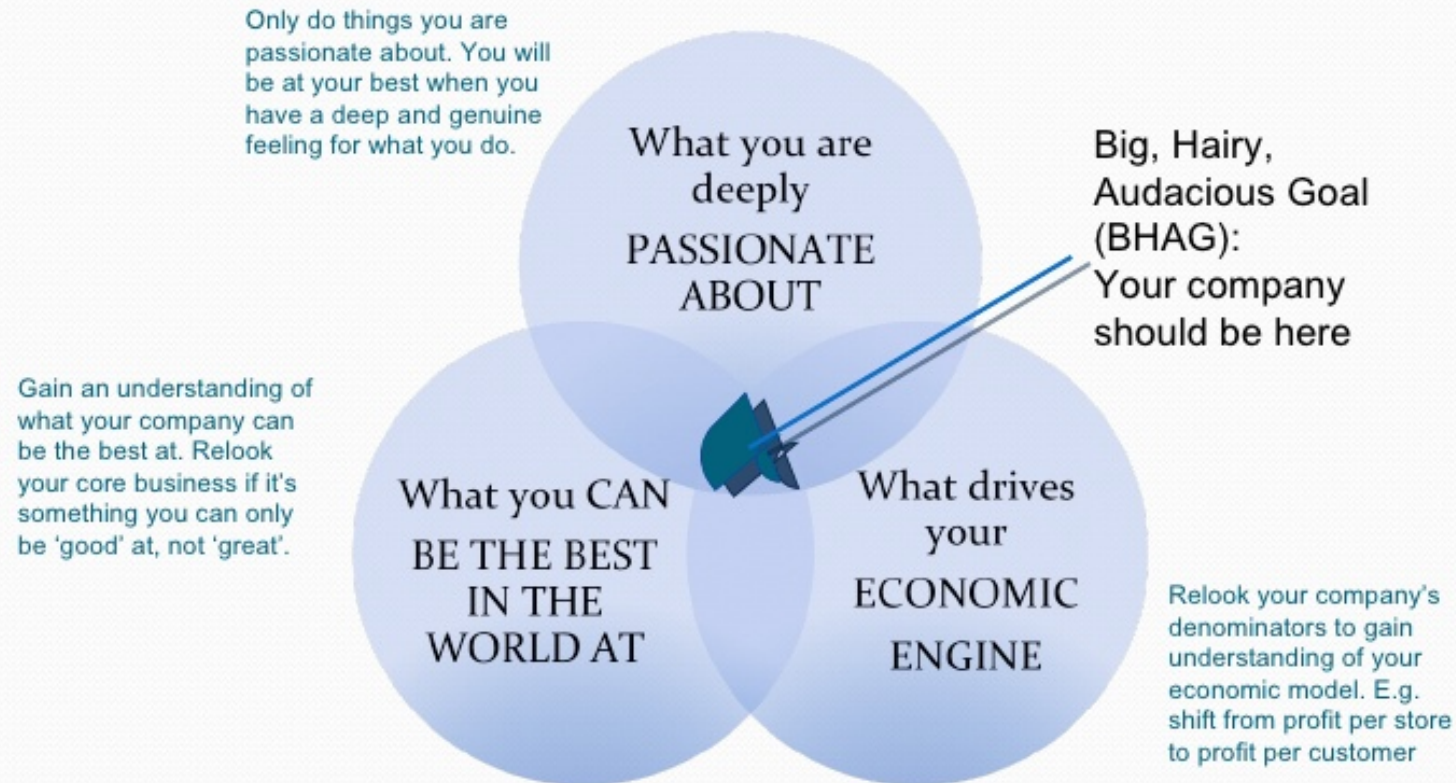 Only do things you are
passionate about. You will
be at your best when you
have a deep and genuine
feeling for what you do.
What you are
deeply
PASSIONATE
ABOUT
Big, Hairy,
Audacious Goal
(BHAG):
Your company
should be here
Gain an understanding of
what your company can
be the best at. Relook
your core business if it's
something you can only
be ‘good’ at, not ‘great’.
What you CAN
BE THE BEST
IN THE
WORLD AT
What drives
your
ECONOMIC
ENGINE
Relook your company's
denominators to gain
understanding of your
economic model. E.g.
shift from profit per store
to profit per customer